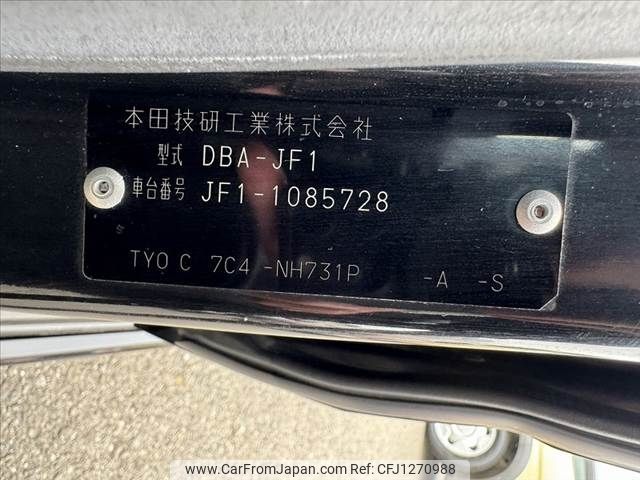 本田技研工業株式会社
型式 DBA-JF1
車台番号 JF1-1085728
TYO C 7C4 -NH731P -A -S
www.CarFromJapan.com - CFJ1270988